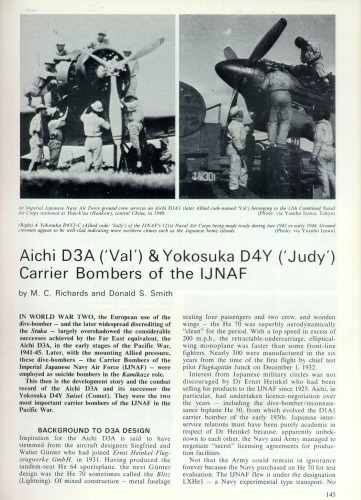 An Imperial Japanese Navy Air Force ground crew services an Aichi D3A1 (later Allied code-named 'Val') belonging to the 12th Combined Naval
Air Corps stationed at Han-k'ou (Hankow), central China, in 1940. (Photo: via Yasuho Izawa, Tokyo)
(Right) A Yokosuka D4Y2-C (Allied code: 'Judy') of the IJNAF's 121st Naval Air Corps being made ready during late 1943 or early 1944. Ground
crewmen appear to be well-clad indicating more northern climes such as the Japanese home islands. (Photo: via Yasuho Izawa)
Aichi D3A ('Val') & Yokosuka D4Y ('Judy')
Carrier Bombers of the IJNAF
by M. C. Richards and Donald S. Smith
IN WORLD WAR TWO, the European use of the
dive-bomber – and the later widespread discrediting of
the Stuka – largely overshadowed the considerable
successes achieved by the Far East equivalent, the
Aichi D3A, in the early stages of the Pacific War,
1941-45. Later, with the mounting Allied pressure,
these dive-bombers – the Carrier Bombers of the
Imperial Japanese Navy Air Force (IJNAF) – were
employed as suicide bombers in the Kamikaze role.
This then is the development story and the combat
record of the Aichi D3A and its successor the
Yokosuka D4Y Suisei (Comet). They were the two
most important carrier bombers of the IJNAF in the
Pacific War.
BACKGROUND TO D3A DESIGN
Inspiration for the Aichi D3A is said to have
stemmed from the aircraft designers Siegfried and
Walter Günter who had joined Ernst Heinkel Flug-
zeugwerke GmbH. in 1931. Having produced the
tandem-seat He 64 sportsplane, the next Günter
design was the He 70 sometimes called the Blitz
(Lightning). Of mixed construction – metal fuselage
seating four passengers and two crew, and wooden
wings – the He 70 was superbly aerodynamically
"clean" for the period. With a top speed in excess of
200 m.p.h., the retractable-undercarriage, elliptical-
wing monoplane was faster than some front-line
fighters. Nearly 300 were manufactured in the six
years from the time of the first flight by chief test
pilot Flugkapitän Junck on December 1, 1932.
Interest from Japanese military circles was not
discouraged by Dr Ernst Heinkel who had been
selling his products to the IJNAF since 1925. Aichi, in
particular, had undertaken licence-negotiation over
the years – including the dive-bomber/reconnais-
sance biplane He 50, from which evolved the D1A1
carrier bomber of the early 1930s. Japanese inter-
service relations must have been purely academic in
respect of Dr Heinkel because, apparently unbek-
nown to each other, the Navy and Army managed to
negotiate "secret" licensing agreements for produc-
tion facilities.
Not that the Army could remain in ignorance
forever because the Navy purchased an He 70 for test
evaluation. The IJNAF flew it under the designation
LXHe1 – a Navy experimental type transport. No
145